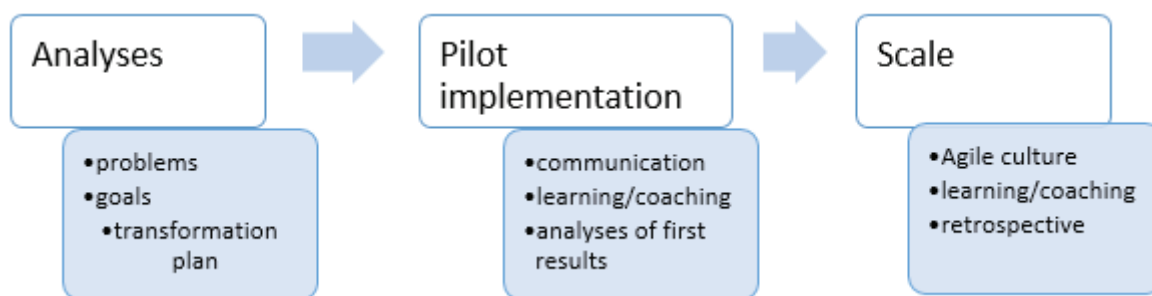 Analyses
•problems
•goals
•transformation
plan
Pilot
implementation
•communication
•learning/coaching
•analyses of first
results
Scale
•Agile culture
•learning/coaching
•retrospective